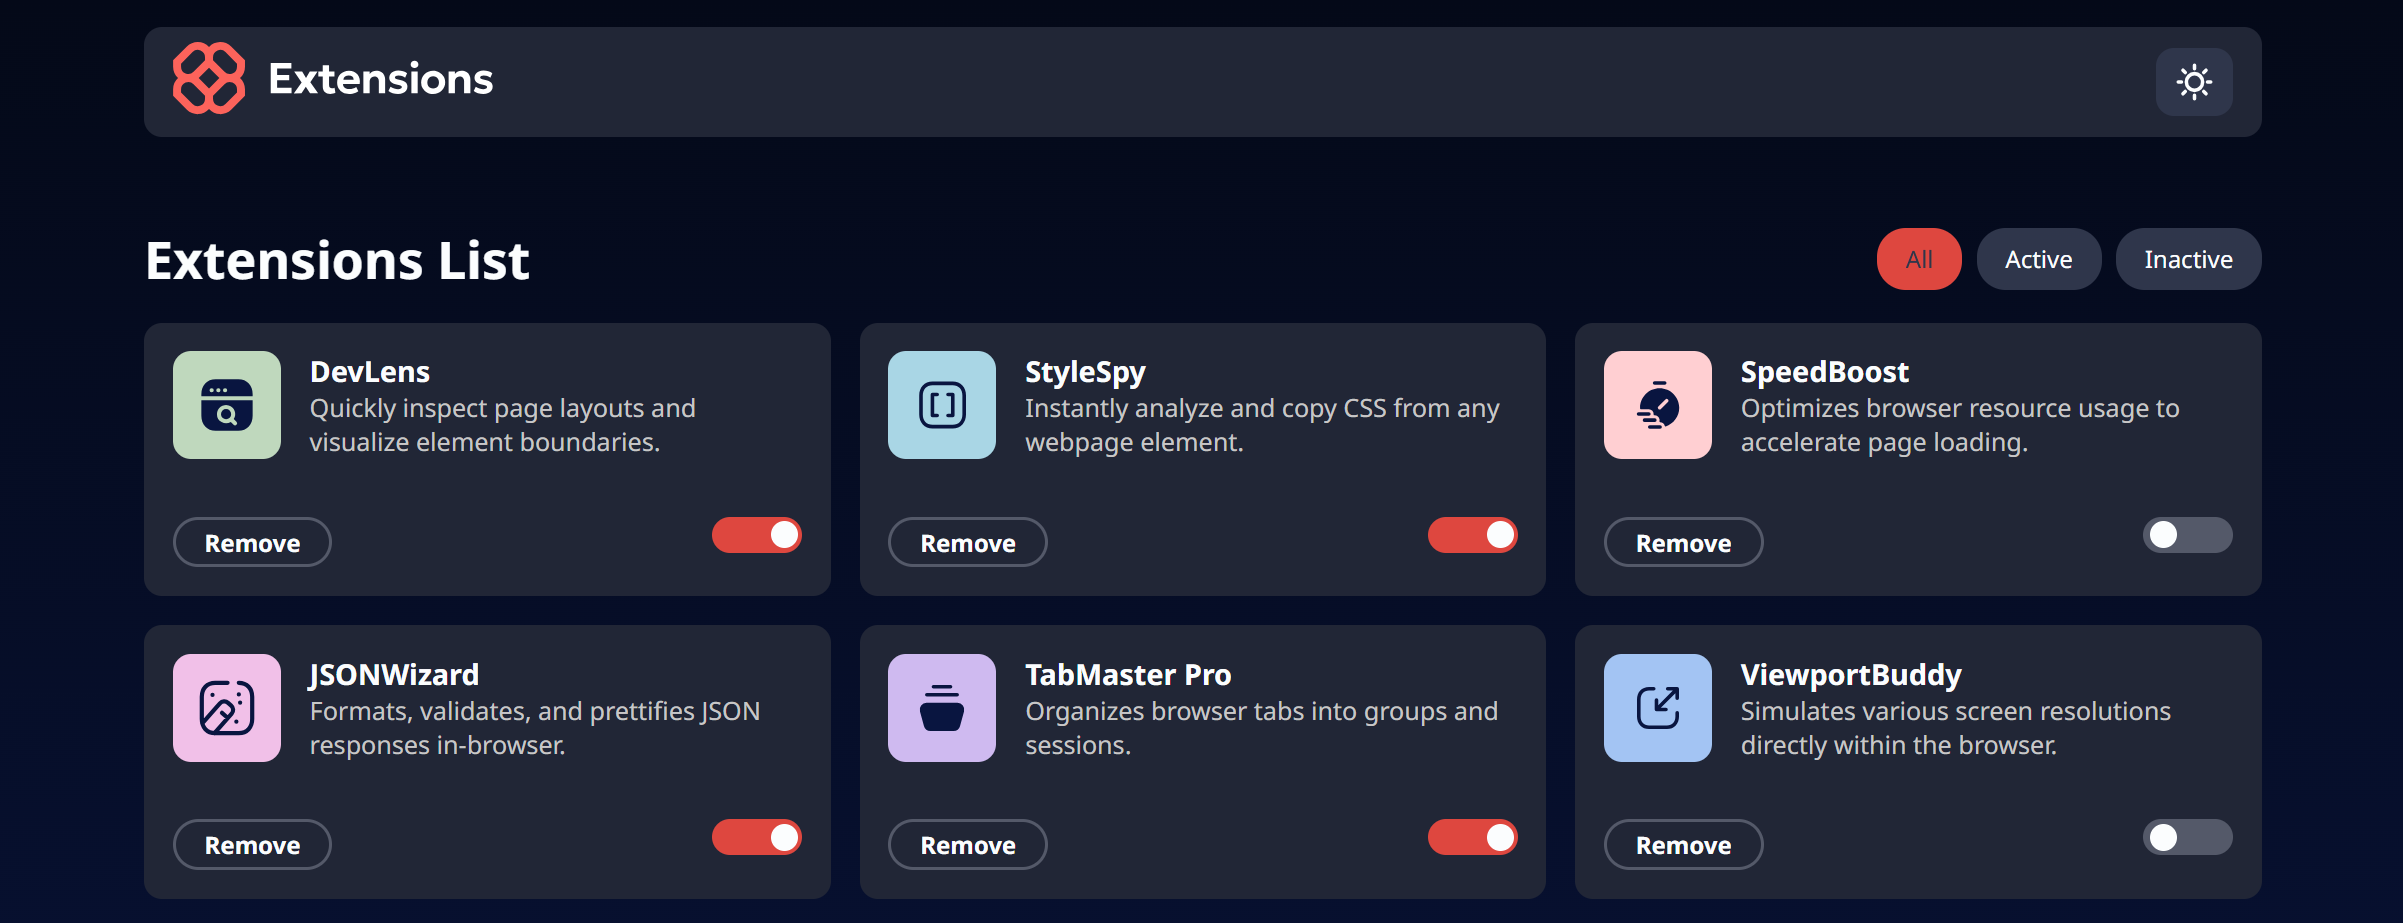 Extensions
Extensions List
All
Active
Inactive
DevLens
Quickly inspect page layouts and
visualize element boundaries.
Remove
StyleSpy
Instantly analyze and copy CSS from any
webpage element.
Remove
SpeedBoost
Optimizes browser resource usage to
accelerate page loading.
Remove
JSONWizard
Formats, validates, and prettifies JSON
responses in-browser.
Remove
TabMaster Pro
Organizes browser tabs into groups and
sessions.
Remove
ViewportBuddy
Simulates various screen resolutions
directly within the browser.
Remove